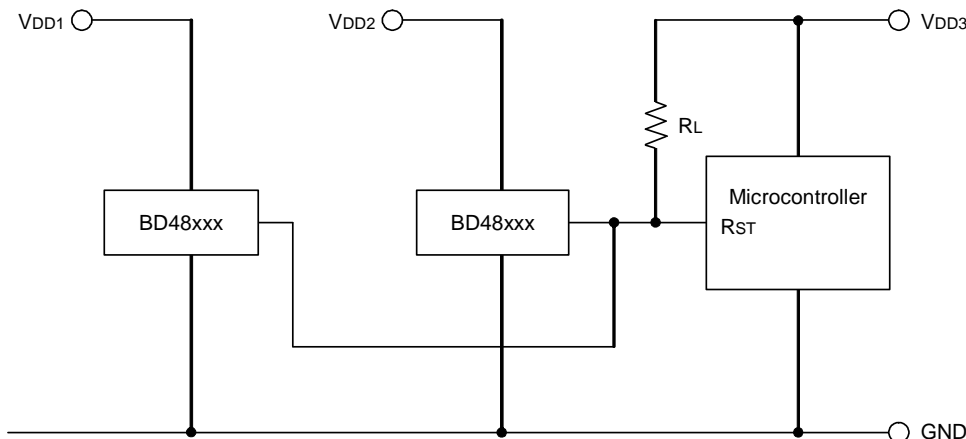 VDD1
VDD2
VDD3
RL
BD48xxx
BD48xxx
Microcontroller
RST
GND